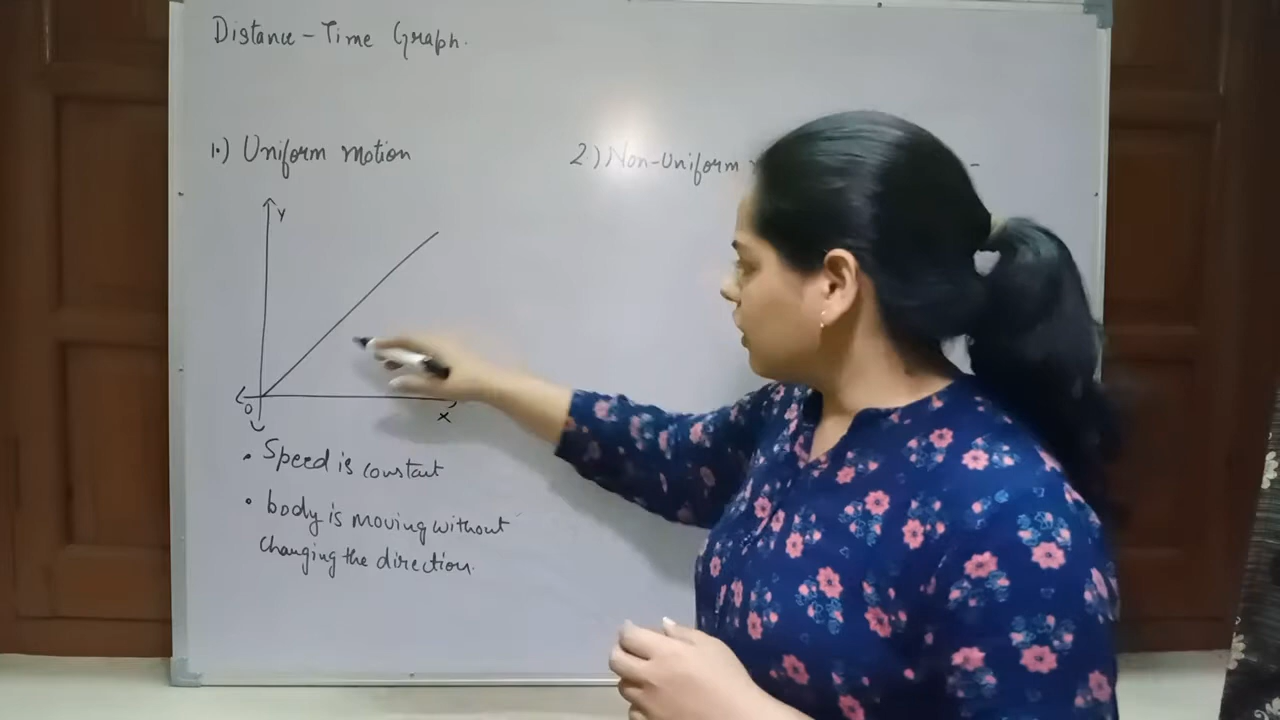 Distance - Time Graph.
1.) Uniform motion
2.) Non-Uniform
Y
O
X
• Speed is constant
• body is moving without
changing the direction.